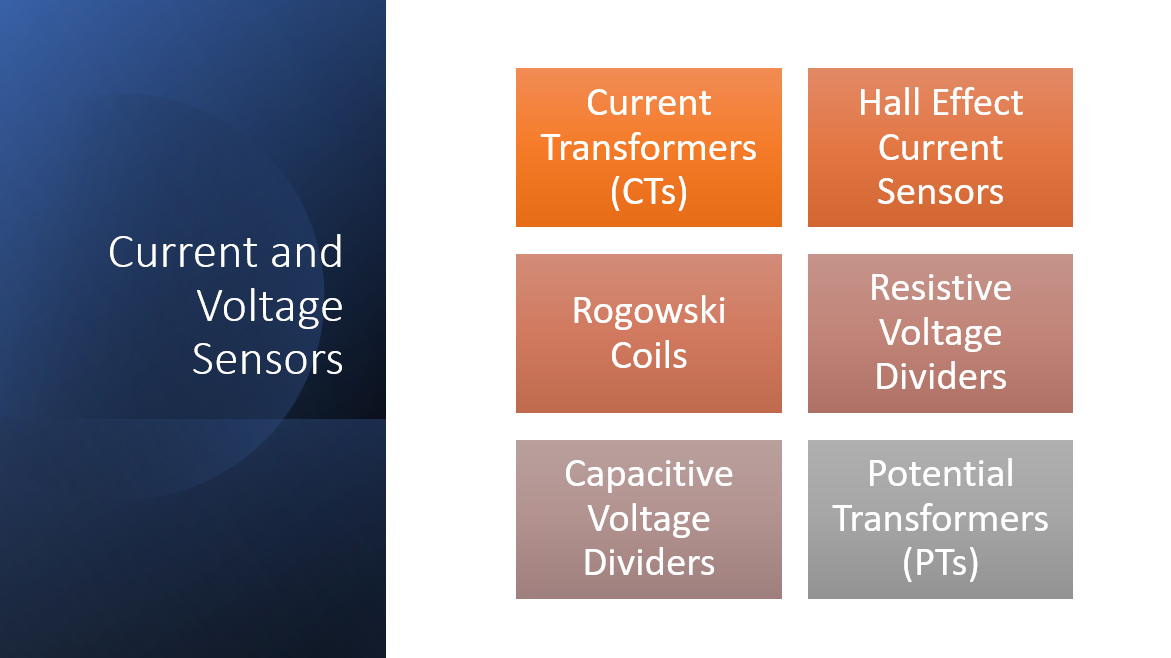 Current and
Voltage
Sensors
Current
Transformers
(CTs)
Hall Effect
Current
Sensors
Rogowski
Coils
Resistive
Voltage
Dividers
Capacitive
Voltage
Dividers
Potential
Transformers
(PTs)